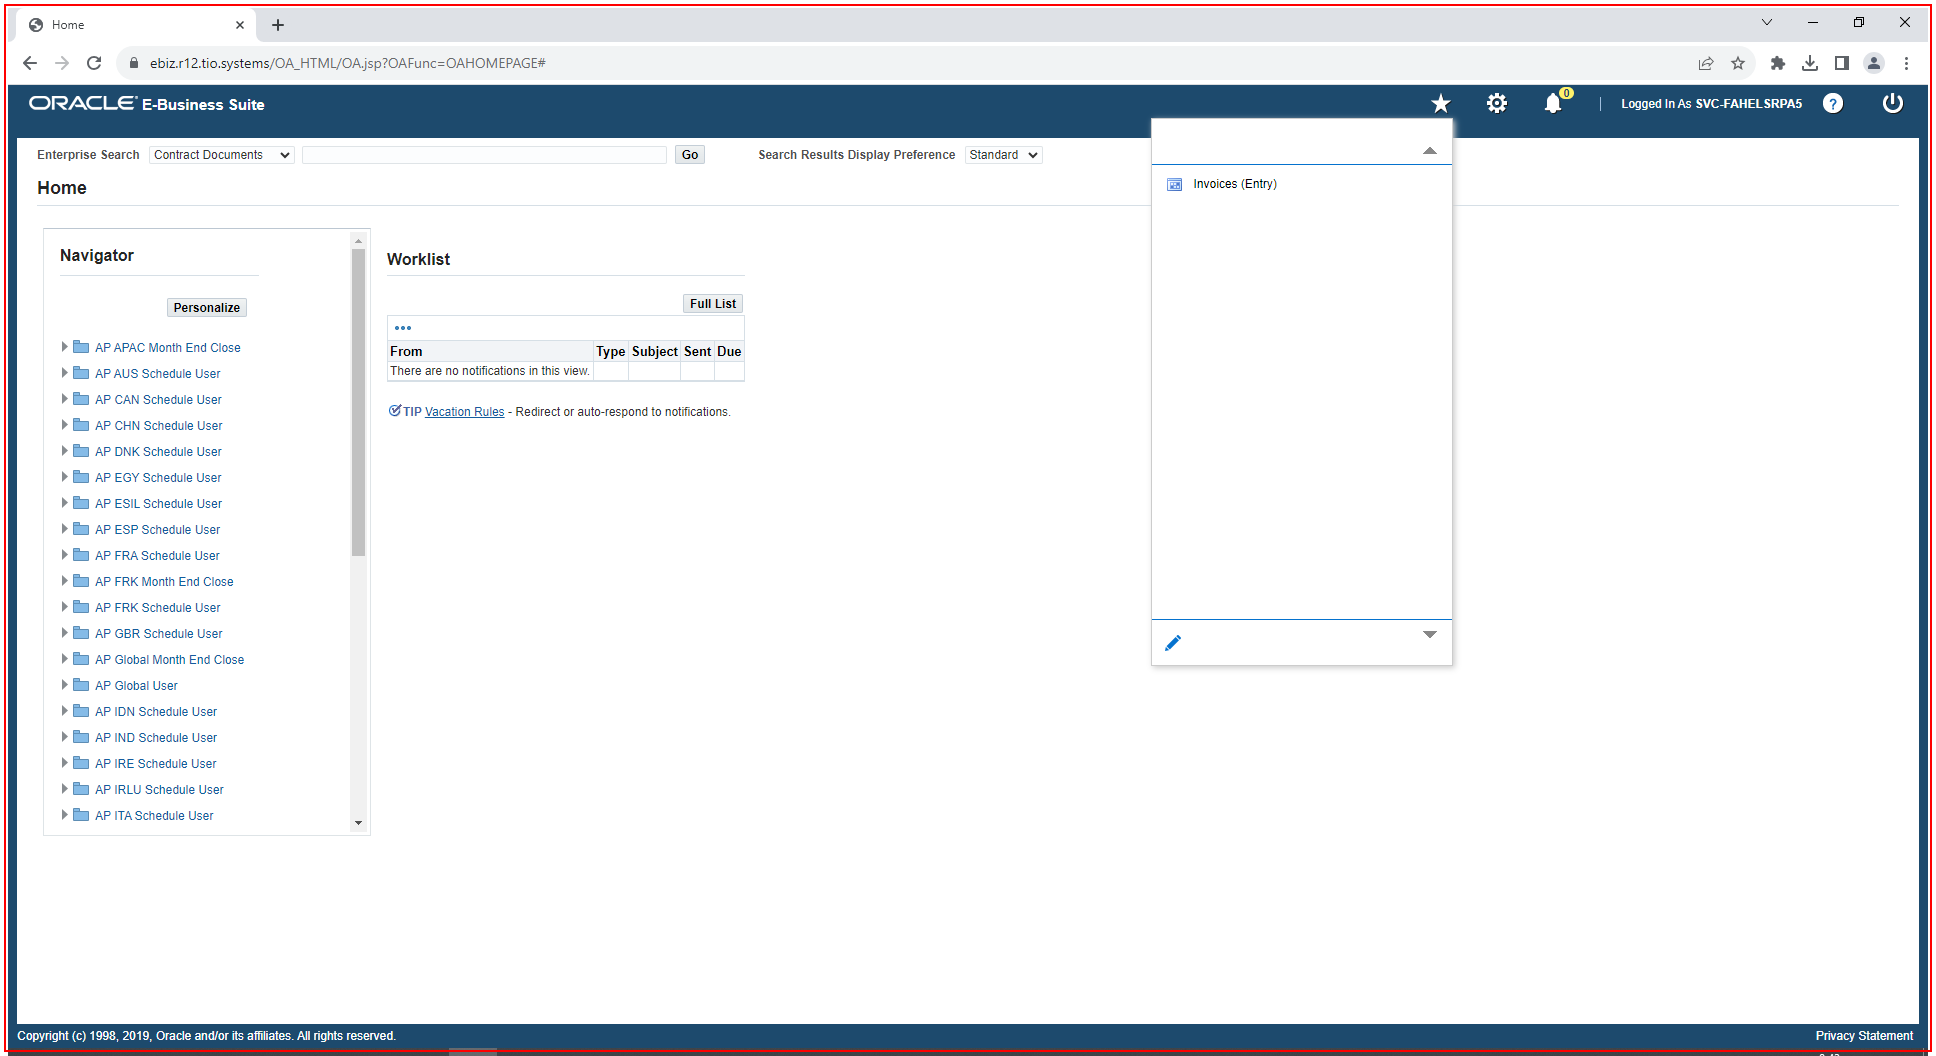 Home
ebiz.r12.tio.systems/OA_HTML/OA.jsp?OAFunc=OAHOMEPAGE#
ORACLE E-Business Suite
0
Logged In As SVC-FAHELSRPA5
?
Enterprise Search Contract Documents Go Search Results Display Preference Standard
Home
Invoices (Entry)
Navigator
Personalize
AP APAC Month End Close
AP AUS Schedule User
AP CAN Schedule User
AP CHN Schedule User
AP DNK Schedule User
AP EGY Schedule User
AP ESIL Schedule User
AP ESP Schedule User
AP FRA Schedule User
AP FRK Month End Close
AP FRK Schedule User
AP GBR Schedule User
AP Global Month End Close
AP Global User
AP IDN Schedule User
AP IND Schedule User
AP IRE Schedule User
AP IRLU Schedule User
AP ITA Schedule User
Worklist
Full List
From Type Subject Sent Due
There are no notifications in this view.
TIP Vacation Rules - Redirect or auto-respond to notifications.
Copyright (c) 1998, 2019, Oracle and/or its affiliates. All rights reserved.
Privacy Statement